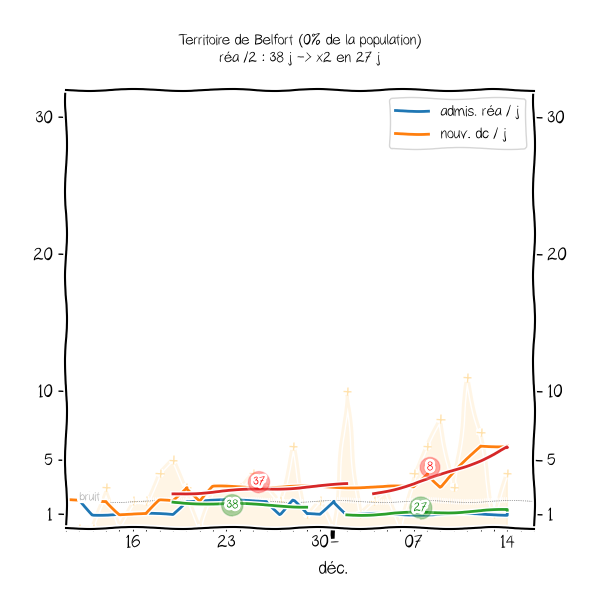 Territoire de Belfort (0% de la population)
réa /2 : 38 j -> x2 en 27 j
admis. réa / j
nouv. dc / j
30 30
20 20
10 10
5 5
1 1
bruit
37
38
8
27
16 23 30 07 14
déc.